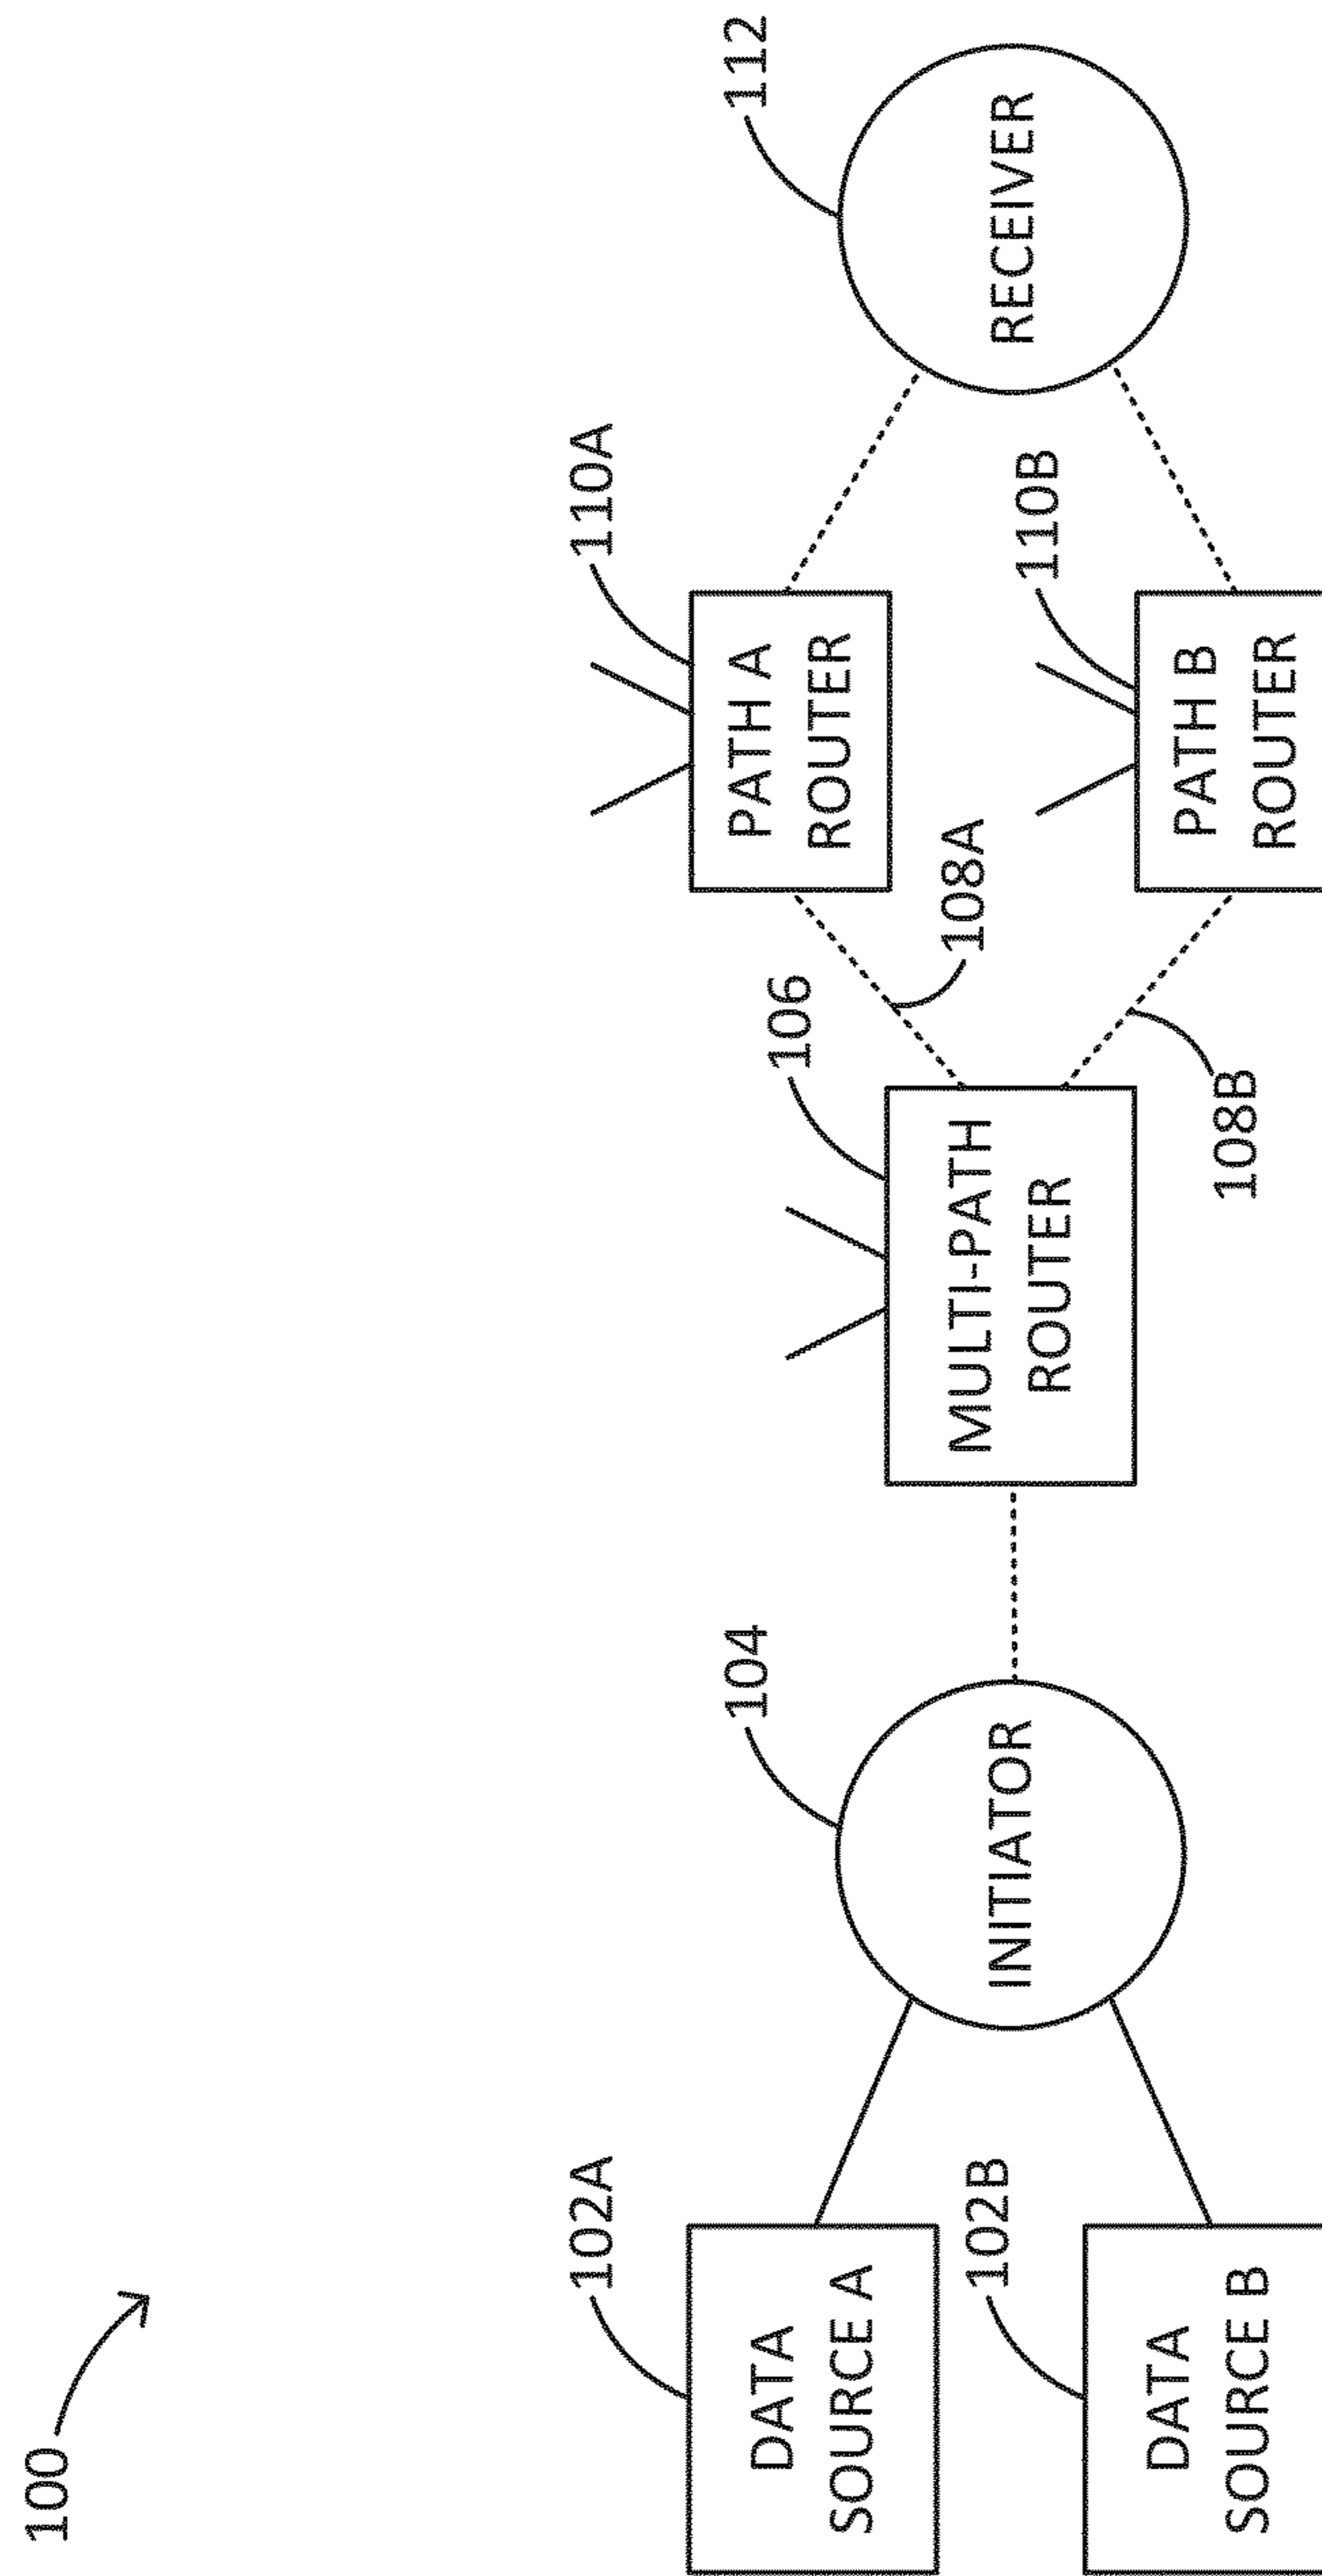 100
102A
DATA
SOURCE A
102B
DATA
SOURCE B
104
INITIATOR
106
MULTI-PATH
ROUTER
108A
108B
110A
PATH A
ROUTER
110B
PATH B
ROUTER
112
RECEIVER